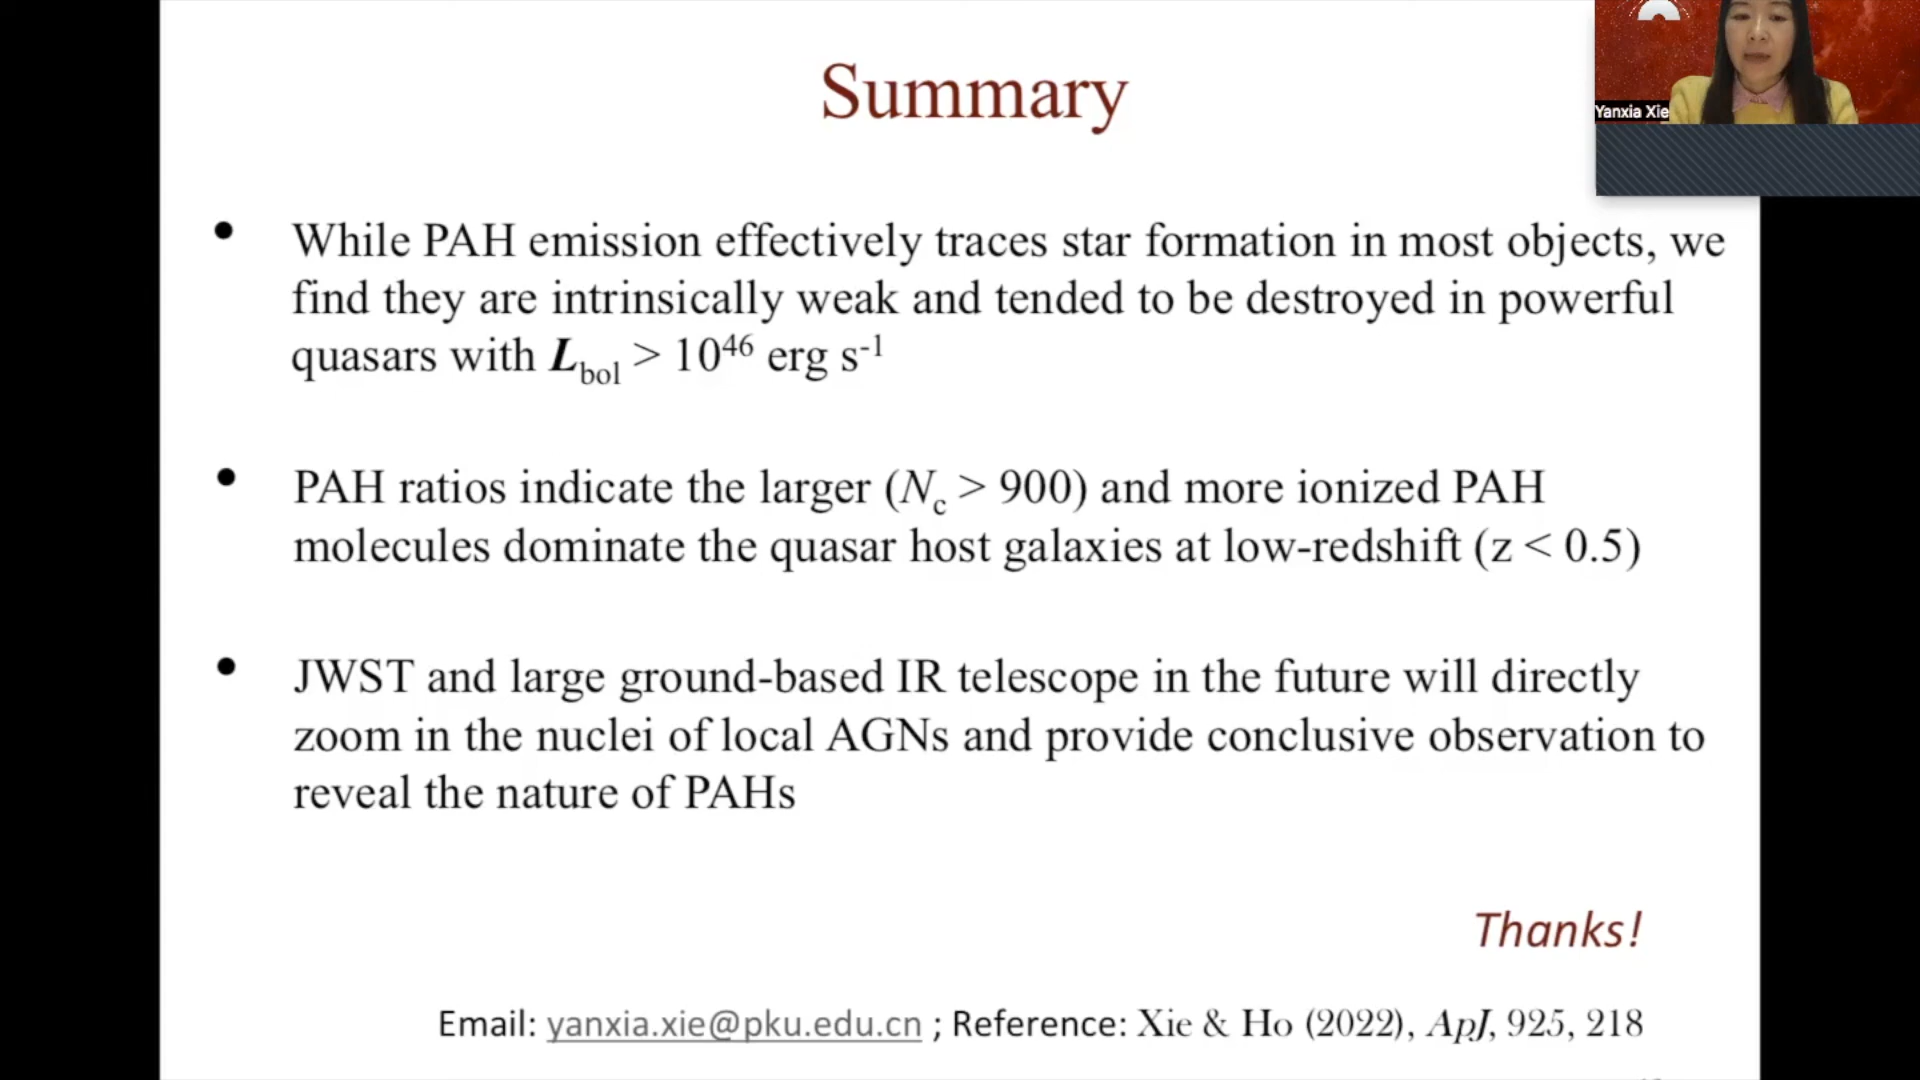 Summary
Yanxia Xie
• While PAH emission effectively traces star formation in most objects, we
find they are intrinsically weak and tended to be destroyed in powerful
quasars with L_bol > 10⁴⁶ erg s⁻¹
• PAH ratios indicate the larger (N_c > 900) and more ionized PAH
molecules dominate the quasar host galaxies at low-redshift (z < 0.5)
• JWST and large ground-based IR telescope in the future will directly
zoom in the nuclei of local AGNs and provide conclusive observation to
reveal the nature of PAHs
Thanks!
Email: yanxia.xie@pku.edu.cn ; Reference: Xie & Ho (2022), ApJ, 925, 218